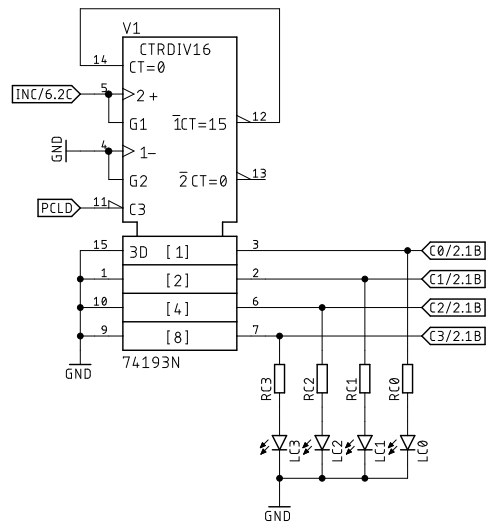 V1
CTRDIV16
14 CT=0
INC/6.2C 5 2+
G1 1CT=15 12
GND 4 1-
G2 2CT=0 13
PCLD 11 C3
15 3D [1] 3 C0/2.1B
1 [2] 2 C1/2.1B
10 [4] 6 C2/2.1B
9 [8] 7 C3/2.1B
GND 74193N
RC3 RC2 RC1 RC0
LC3 LC2 LC1 LC0
GND